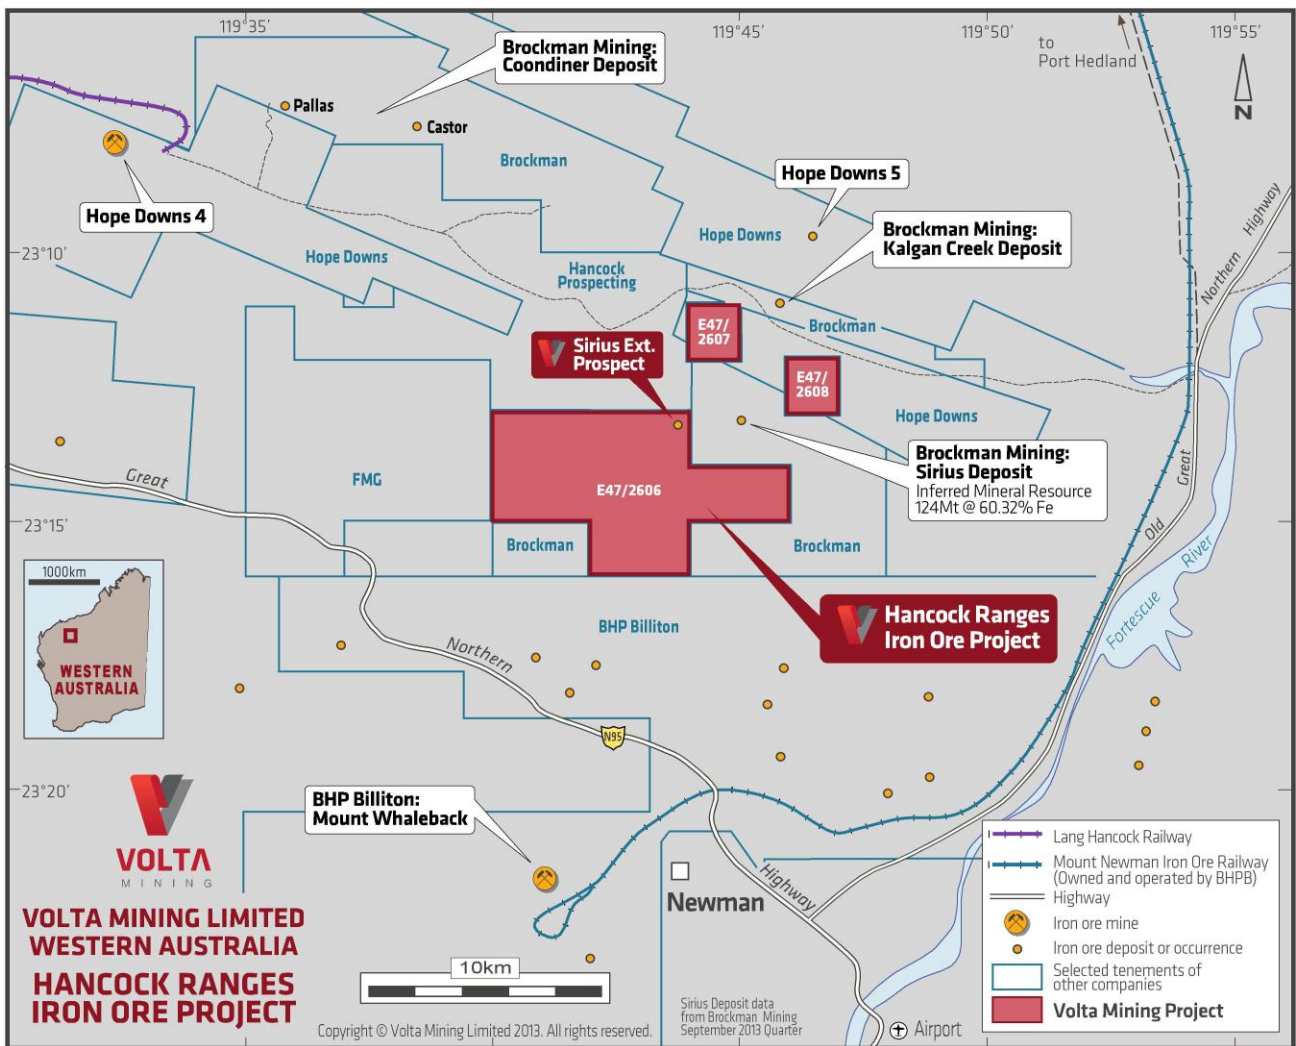 119°35'
119°45'
119°50'
119°55'
to
Port Hedland
N
Brockman Mining:
Coondiner Deposit
Pallas
Castor
Brockman
Hope Downs 4
Hope Downs 5
Hope Downs
Brockman Mining:
Kalgan Creek Deposit
Northern
Highway
23°10'
Hope Downs
Hancock
Prospecting
E47/
2607
Brockman
Sirius Ext.
Prospect
E47/
2608
Hope Downs
Brockman Mining:
Sirius Deposit
Inferred Mineral Resource
124Mt @ 60.32% Fe
Great
Great
FMG
E47/2606
23°15'
Brockman
Brockman
Old
River
Fortescue
1000km
WESTERN
AUSTRALIA
Hancock Ranges
Iron Ore Project
BHP Billiton
Northern
N95
23°20'
BHP Billiton:
Mount Whaleback
Newman
Highway
VOLTA
MINING
VOLTA MINING LIMITED
WESTERN AUSTRALIA
HANCOCK RANGES
IRON ORE PROJECT
10km
Copyright © Volta Mining Limited 2013. All rights reserved.
Sirius Deposit data
from Brockman Mining
September 2013 Quarter
Airport
Lang Hancock Railway
Mount Newman Iron Ore Railway
(Owned and operated by BHPB)
Highway
Iron ore mine
Iron ore deposit or occurrence
Selected tenements of
other companies
Volta Mining Project